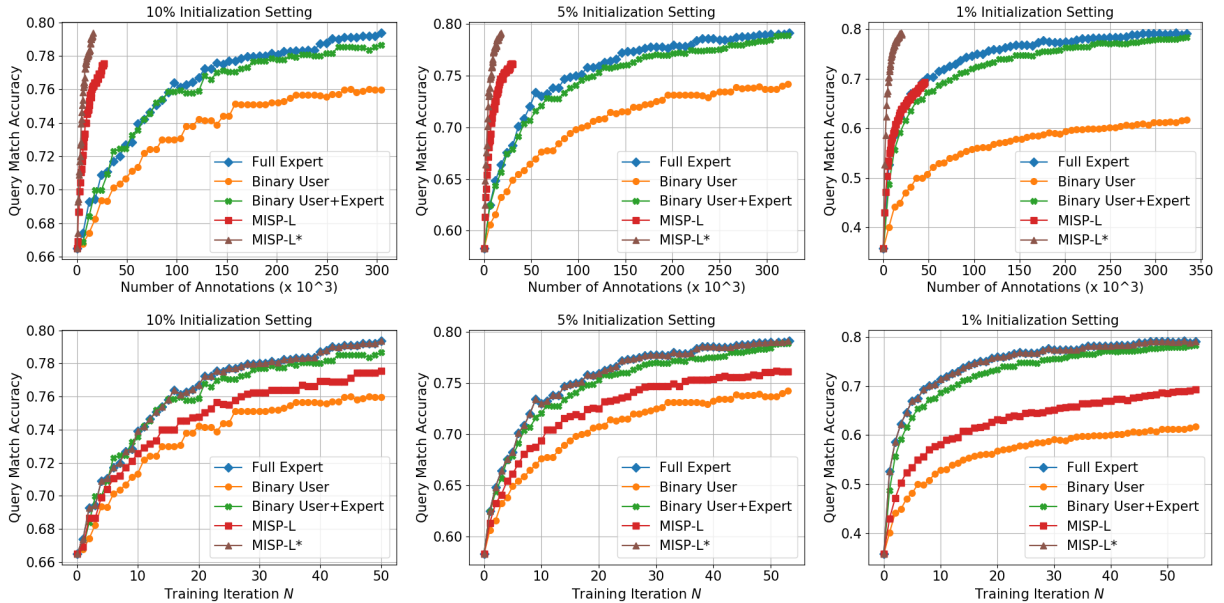 10% Initialization Setting
Query Match Accuracy
0.80
0.78
0.76
0.74
0.72
0.70
0.68
0.66
Full Expert
Binary User
Binary User+Expert
MISP-L
MISP-L*
0 50 100 150 200 250 300
Number of Annotations (x 10^3)
5% Initialization Setting
Query Match Accuracy
0.80
0.75
0.70
0.65
0.60
Full Expert
Binary User
Binary User+Expert
MISP-L
MISP-L*
0 50 100 150 200 250 300
Number of Annotations (x 10^3)
1% Initialization Setting
Query Match Accuracy
0.8
0.7
0.6
0.5
0.4
Full Expert
Binary User
Binary User+Expert
MISP-L
MISP-L*
0 50 100 150 200 250 300 350
Number of Annotations (x 10^3)
10% Initialization Setting
Query Match Accuracy
0.80
0.78
0.76
0.74
0.72
0.70
0.68
0.66
Full Expert
Binary User
Binary User+Expert
MISP-L
MISP-L*
0 10 20 30 40 50
Training Iteration N
5% Initialization Setting
Query Match Accuracy
0.80
0.75
0.70
0.65
0.60
Full Expert
Binary User
Binary User+Expert
MISP-L
MISP-L*
0 10 20 30 40 50
Training Iteration N
1% Initialization Setting
Query Match Accuracy
0.8
0.7
0.6
0.5
0.4
Full Expert
Binary User
Binary User+Expert
MISP-L
MISP-L*
0 10 20 30 40 50
Training Iteration N